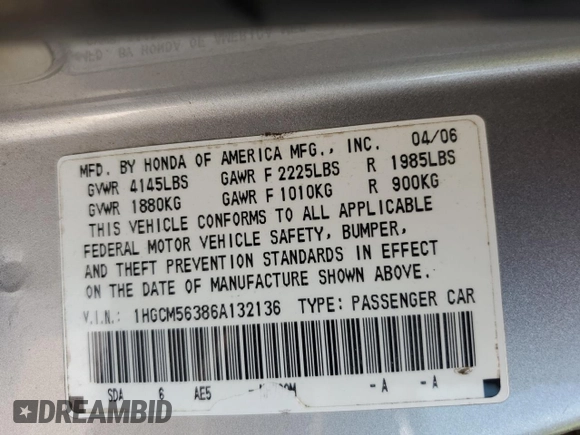 MFD. BY HONDA OF AMERICA MFG., INC. 04/06
GVWR 4145LBS GAWR F 2225LBS R 1985LBS
GVWR 1880KG GAWR F 1010KG R 900KG
THIS VEHICLE CONFORMS TO ALL APPLICABLE
FEDERAL MOTOR VEHICLE SAFETY, BUMPER,
AND THEFT PREVENTION STANDARDS IN EFFECT
ON THE DATE OF MANUFACTURE SHOWN ABOVE.
V.I.N.: 1HGCM56386A132136 TYPE: PASSENGER CAR
SDA 6 AE5 - A - A
DREAMBID